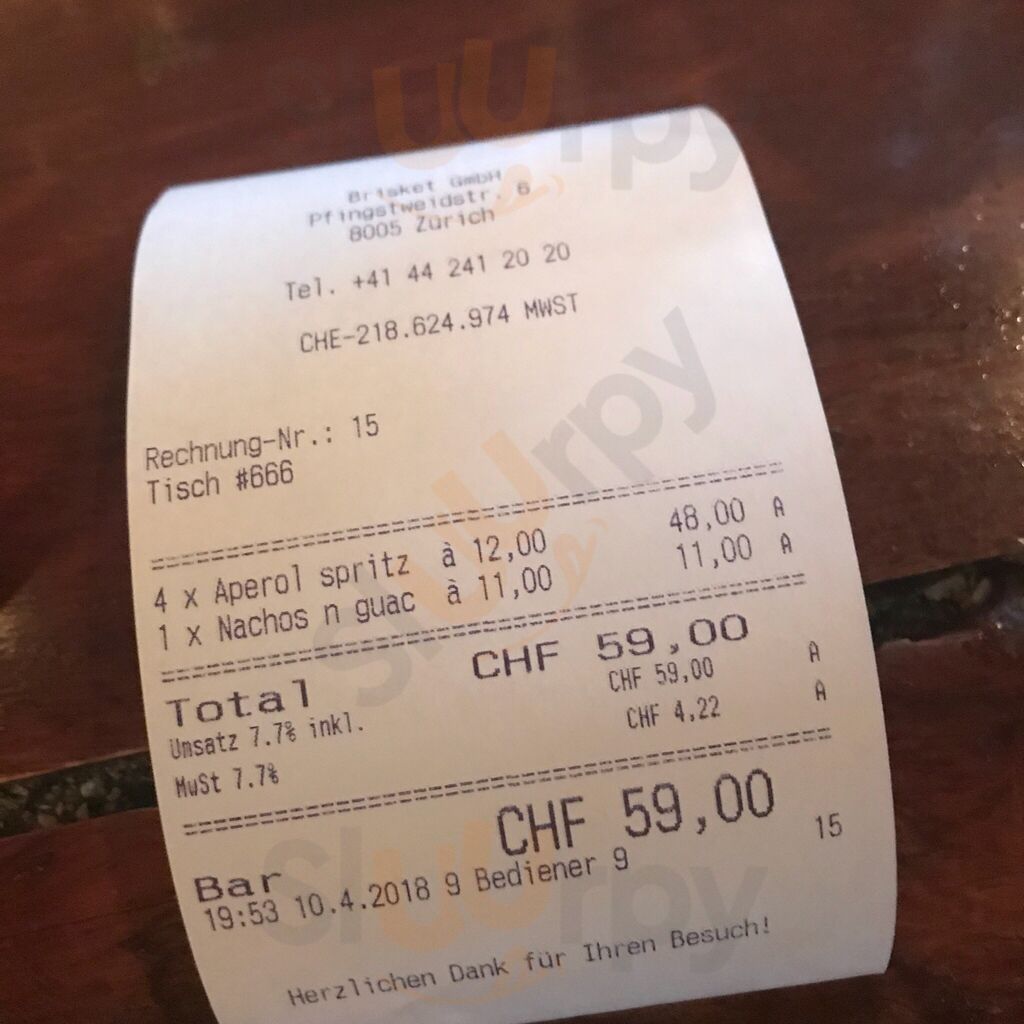 Brisket GmbH
Pfingstweidstr. 6
8005 Zürich
Tel. +41 44 241 20 20
CHE-218.624.974 MWST
Rechnung-Nr.: 15
Tisch #666
4 x Aperol spritz à 12,00 48,00 A
1 x Nachos n guac à 11,00 11,00 A
Total CHF 59,00
Umsatz 7.7% inkl. CHF 59,00 A
MwSt 7.7% CHF 4,22 A
Bar CHF 59,00
19:53 10.4.2018 9 Bediener 9 15
Herzlichen Dank für Ihren Besuch!
Slurpy
Slurpy
Slurpy